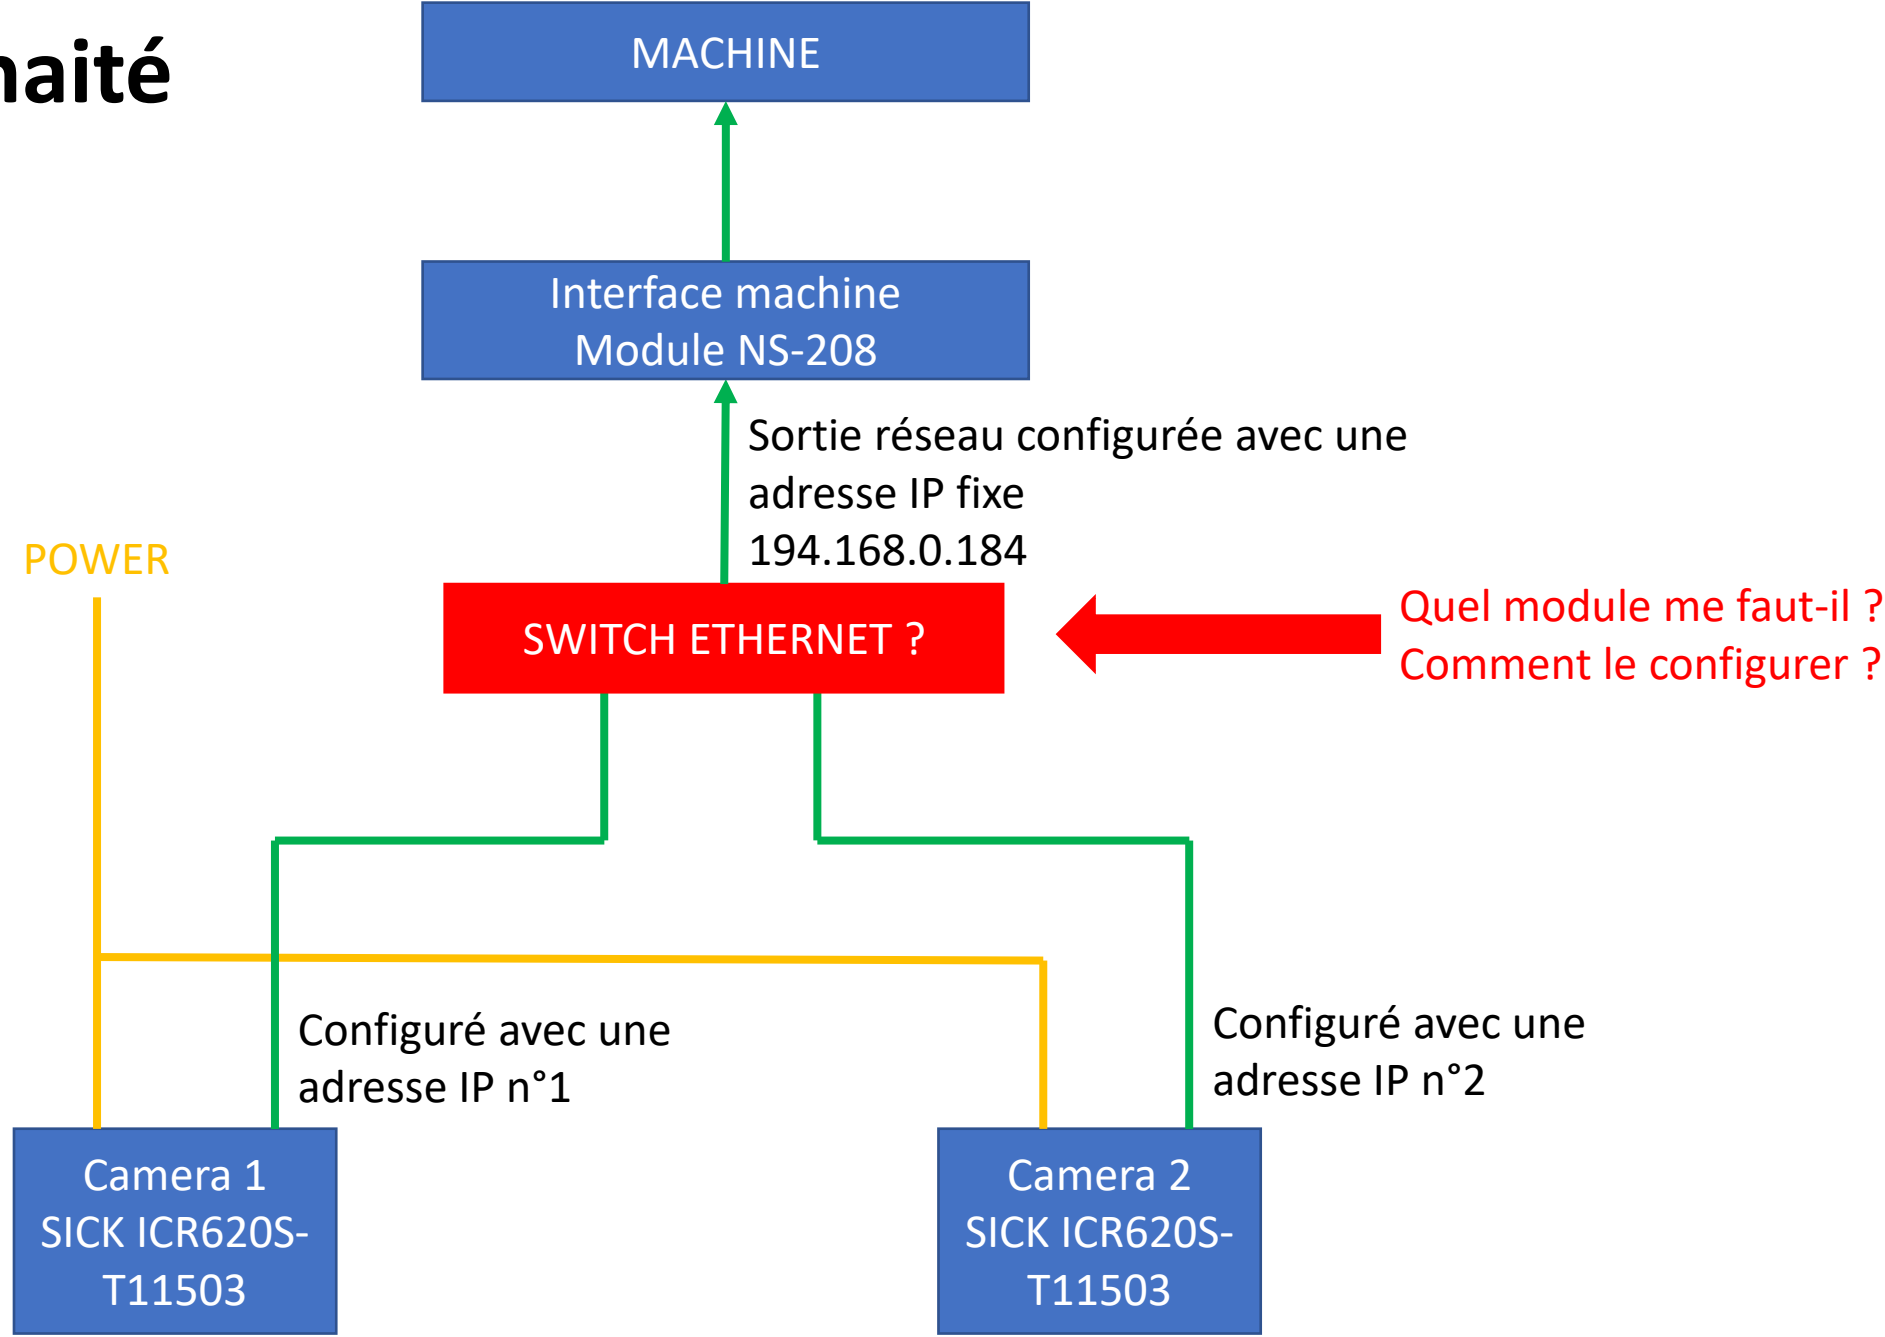 haité
MACHINE
Interface machine
Module NS-208
Sortie réseau configurée avec une
adresse IP fixe
194.168.0.184
POWER
SWITCH ETHERNET ?
Quel module me faut-il ?
Comment le configurer ?
Configuré avec une
adresse IP n°1
Configuré avec une
adresse IP n°2
Camera 1
SICK ICR620S-
T11503
Camera 2
SICK ICR620S-
T11503